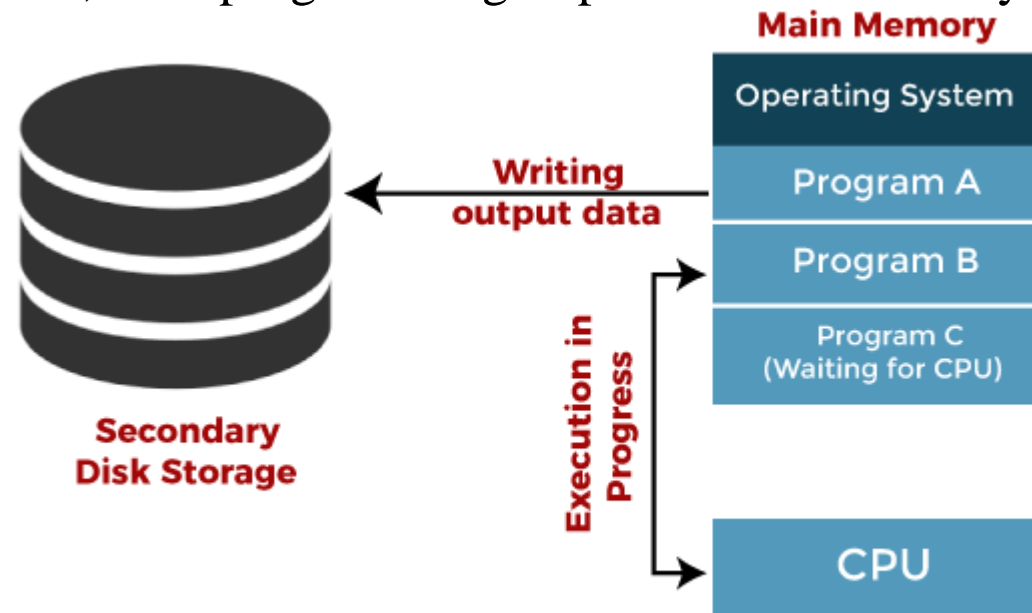 Main Memory
Operating System
Writing
output data
Program A
Program B
Program C
(Waiting for CPU)
Execution in
Progress
Secondary
Disk Storage
CPU